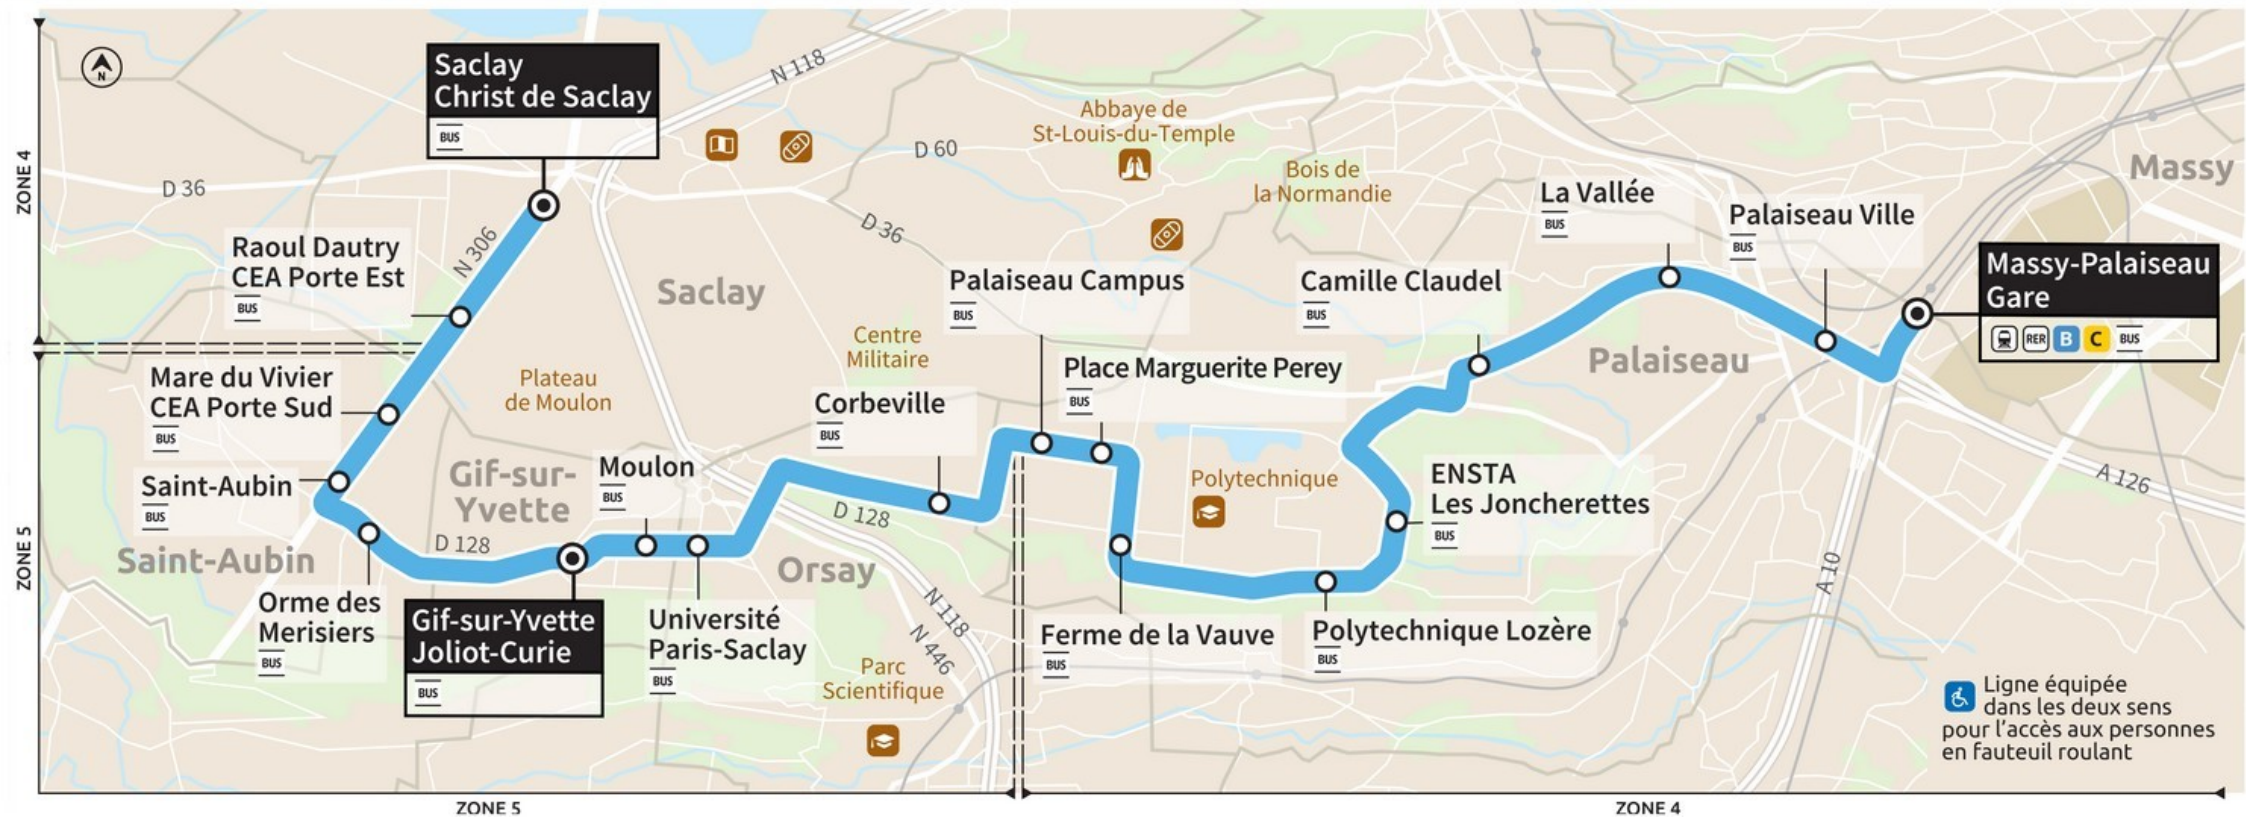 N
Saclay
Christ de Saclay
BUS
N 118
ZONE 4
D 36
Raoul Dautry
CEA Porte Est
BUS
N 306
Abbaye de
St-Louis-du-Temple
D 60
D 36
Bois de
la Normandie
Saclay
Massy
La Vallée
BUS
Palaiseau Ville
BUS
Massy-Palaiseau
Gare
RER B C BUS
Palaiseau Campus
BUS
Camille Claudel
BUS
Centre
Militaire
Place Marguerite Perey
BUS
Palaiseau
Plateau
de Moulon
Mare du Vivier
CEA Porte Sud
BUS
Corbeville
BUS
Saint-Aubin
BUS
Gif-sur-
Yvette
Moulon
BUS
Polytechnique
ENSTA
Les Joncherettes
BUS
A 126
D 128
ZONE 5
Saint-Aubin
D 128
Orsay
A 10
Orme des
Merisiers
BUS
Gif-sur-Yvette
Joliot-Curie
BUS
Université
Paris-Saclay
BUS
N 118
N 446
Parc
Scientifique
Ferme de la Vauve
BUS
Polytechnique Lozère
BUS
Ligne équipée
dans les deux sens
pour l'accès aux personnes
en fauteuil roulant
ZONE 5
ZONE 4